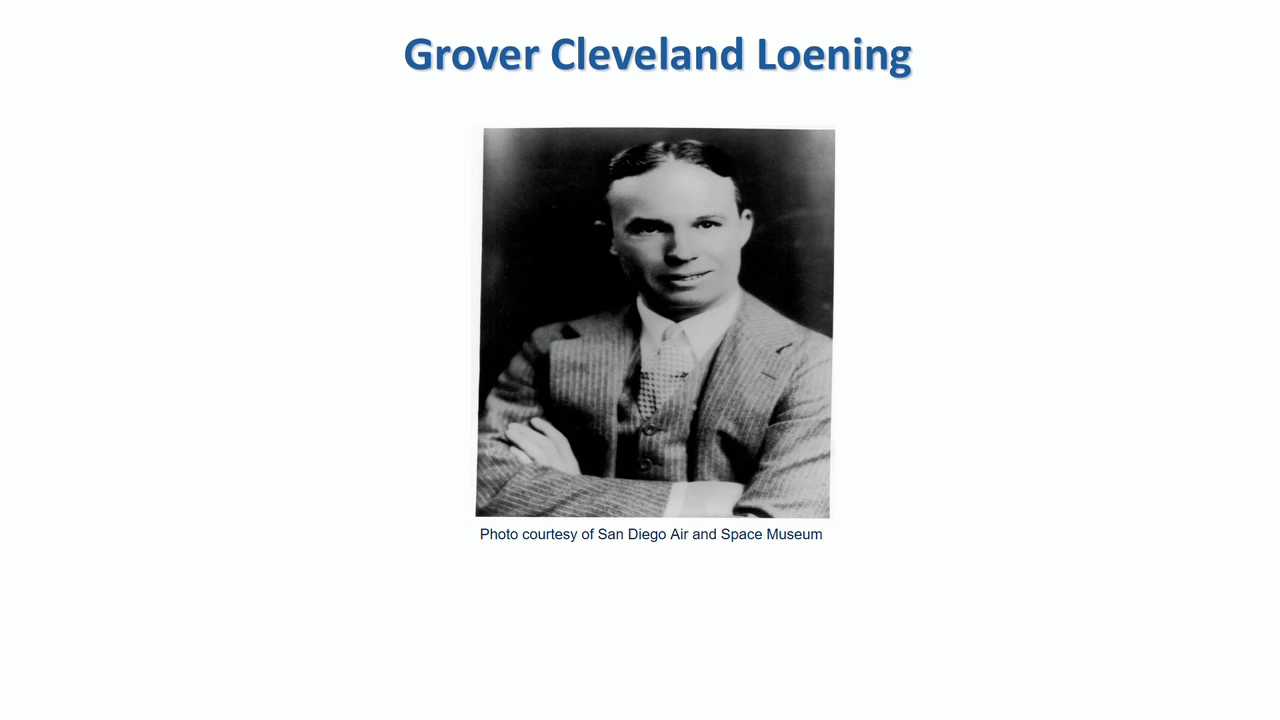 Grover Cleveland Loening
Photo courtesy of San Diego Air and Space Museum